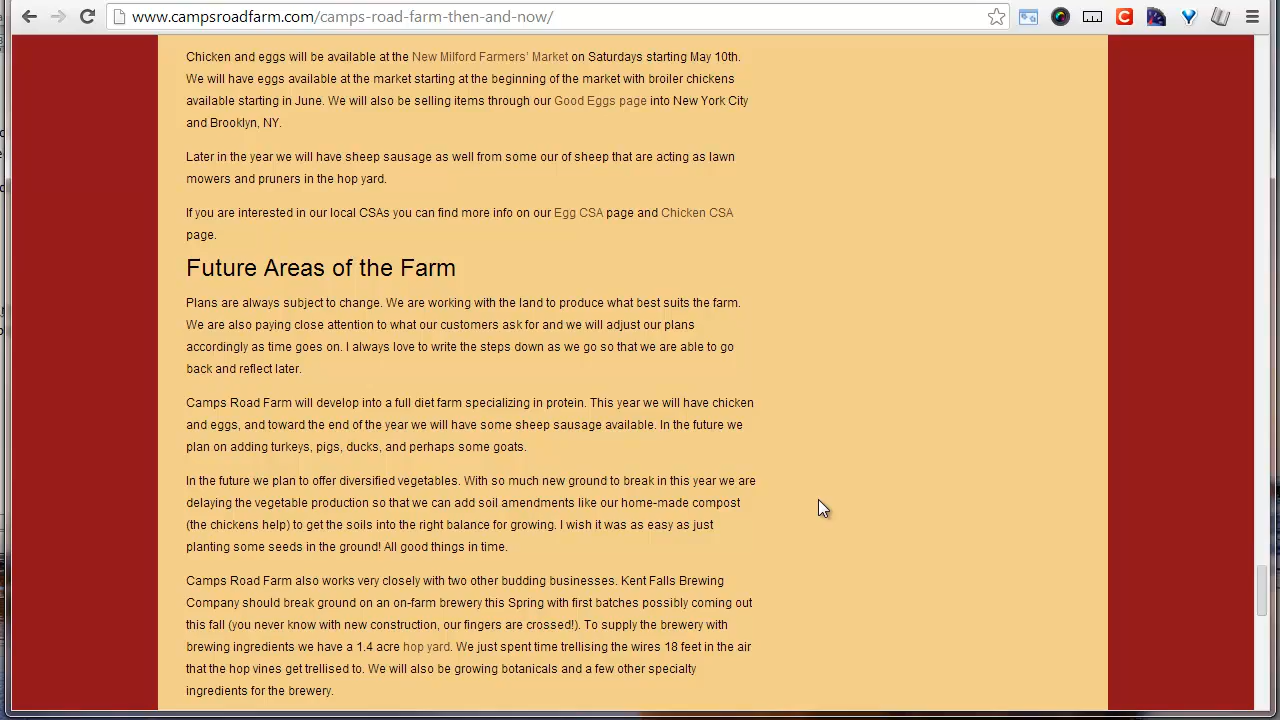 www.campsroadfarm.com/camps-road-farm-then-and-now/
Chicken and eggs will be available at the New Milford Farmers' Market on Saturdays starting May 10th.
We will have eggs available at the market starting at the beginning of the market with broiler chickens
available starting in June. We will also be selling items through our Good Eggs page into New York City
and Brooklyn, NY.
Later in the year we will have sheep sausage as well from some our of sheep that are acting as lawn
mowers and pruners in the hop yard.
If you are interested in our local CSAs you can find more info on our Egg CSA page and Chicken CSA
page.
Future Areas of the Farm
Plans are always subject to change. We are working with the land to produce what best suits the farm.
We are also paying close attention to what our customers ask for and we will adjust our plans
accordingly as time goes on. I always love to write the steps down as we go so that we are able to go
back and reflect later.
Camps Road Farm will develop into a full diet farm specializing in protein. This year we will have chicken
and eggs, and toward the end of the year we will have some sheep sausage available. In the future we
plan on adding turkeys, pigs, ducks, and perhaps some goats.
In the future we plan to offer diversified vegetables. With so much new ground to break in this year we are
delaying the vegetable production so that we can add soil amendments like our home-made compost
(the chickens help) to get the soils into the right balance for growing. I wish it was as easy as just
planting some seeds in the ground! All good things in time.
Camps Road Farm also works very closely with two other budding businesses. Kent Falls Brewing
Company should break ground on an on-farm brewery this Spring with first batches possibly coming out
this fall (you never know with new construction, our fingers are crossed!). To supply the brewery with
brewing ingredients we have a 1.4 acre hop yard. We just spent time trellising the wires 18 feet in the air
that the hop vines get trellised to. We will also be growing botanicals and a few other specialty
ingredients for the brewery.